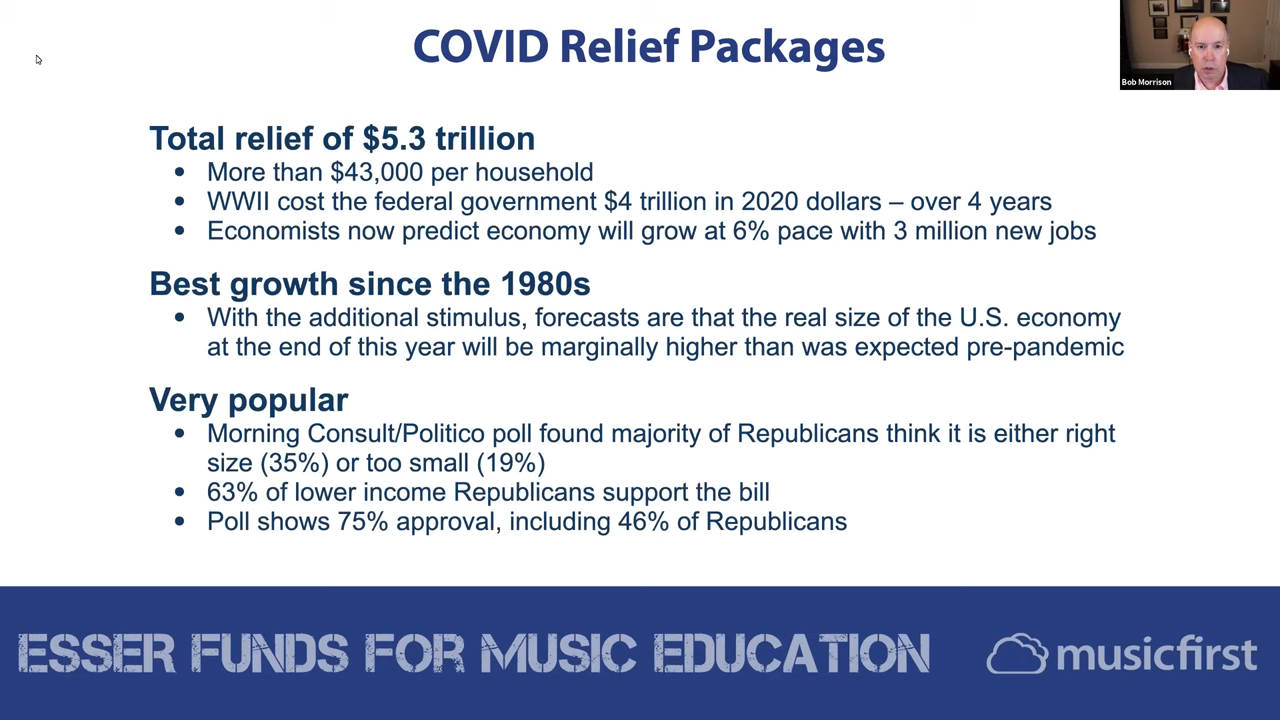 COVID Relief Packages
Bob Morrison
Total relief of $5.3 trillion
• More than $43,000 per household
• WWII cost the federal government $4 trillion in 2020 dollars – over 4 years
• Economists now predict economy will grow at 6% pace with 3 million new jobs
Best growth since the 1980s
• With the additional stimulus, forecasts are that the real size of the U.S. economy
at the end of this year will be marginally higher than was expected pre-pandemic
Very popular
• Morning Consult/Politico poll found majority of Republicans think it is either right
size (35%) or too small (19%)
• 63% of lower income Republicans support the bill
• Poll shows 75% approval, including 46% of Republicans
ESSER FUNDS FOR MUSIC EDUCATION
musicfirst